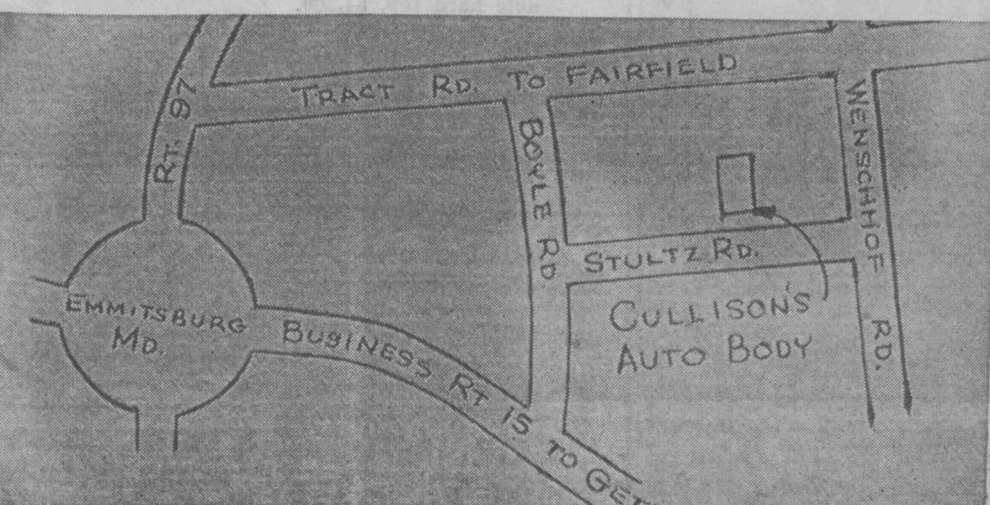 TRACT RD. TO FAIRFIELD
RT. 97
BOYLE RD.
WENSCHHOF RD.
STULTZ RD.
CULLISON'S
AUTO BODY
EMMITSBURG
MD.
BUSINESS RT 15 TO GET